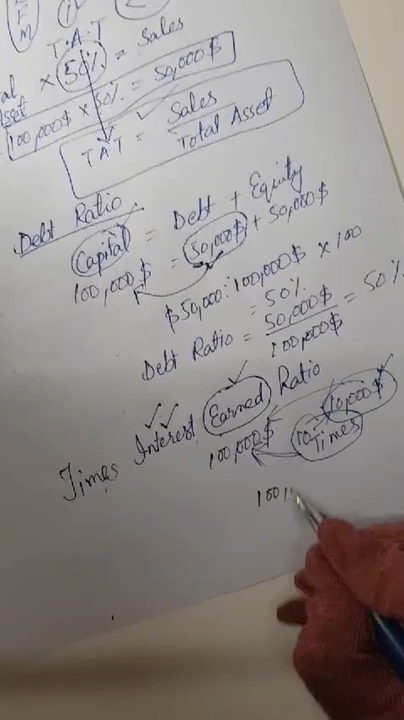 F
M
T.A.T
Asset × 50% = Sales
100,000$ × 50% = 50,000$
TAT = Sales
Total Asset
Debt Ratio
Capital = Debt + Equity
100,000$ = 50,000$ + 50,000$
$50,000 ÷ 100,000$ × 100
= 50%
Debt Ratio = 50,000$ = 50%
100,000$
Times Interest Earned Ratio
100,000$ 10 Times 10,000$
100